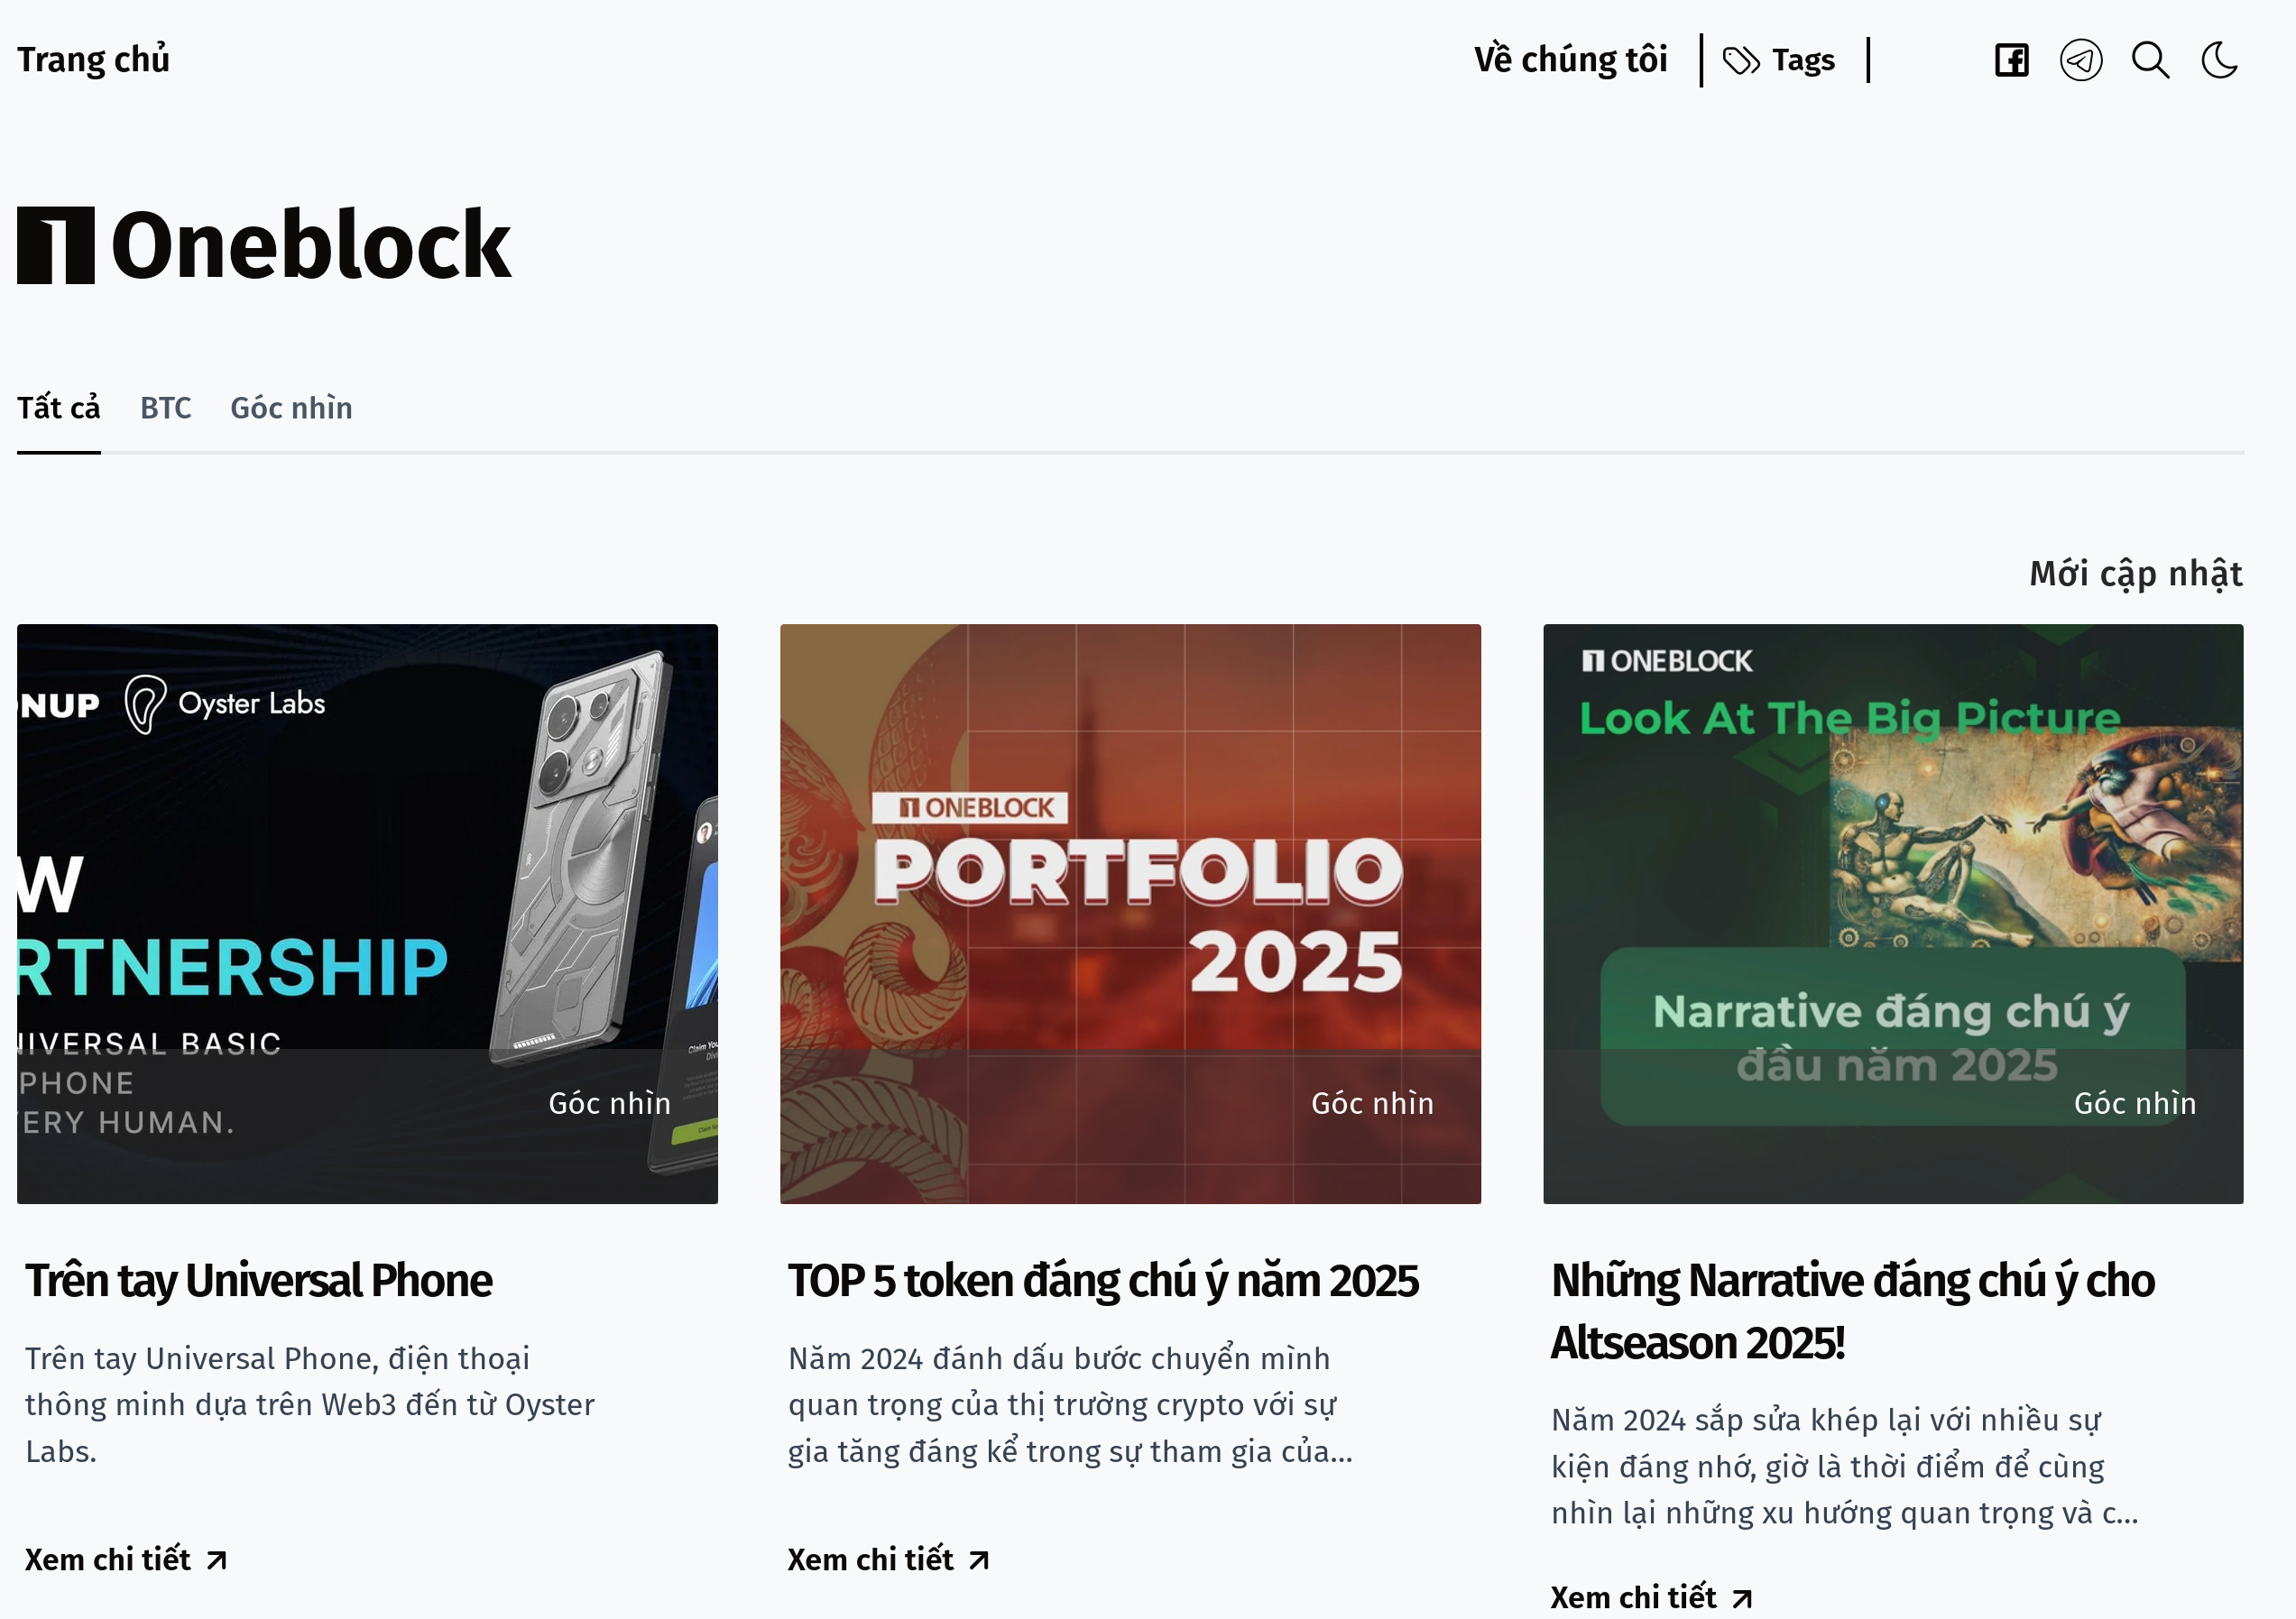 Trang chủ
Về chúng tôi
Tags
Oneblock
Tất cả
BTC
Góc nhìn
Mới cập nhật
NUP
Oyster Labs
W
RTNERSHIP
NIVERSAL BASIC
PHONE
ERY HUMAN.
Góc nhìn
ONEBLOCK
PORTFOLIO
2025
Góc nhìn
ONEBLOCK
Look At The Big Picture
Narrative đáng chú ý
đầu năm 2025
Góc nhìn
Trên tay Universal Phone
Trên tay Universal Phone, điện thoại
thông minh dựa trên Web3 đến từ Oyster
Labs.
Xem chi tiết
TOP 5 token đáng chú ý năm 2025
Năm 2024 đánh dấu bước chuyển mình
quan trọng của thị trường crypto với sự
gia tăng đáng kể trong sự tham gia của...
Xem chi tiết
Những Narrative đáng chú ý cho
Altseason 2025!
Năm 2024 sắp sửa khép lại với nhiều sự
kiện đáng nhớ, giờ là thời điểm để cùng
nhìn lại những xu hướng quan trọng và c...
Xem chi tiết